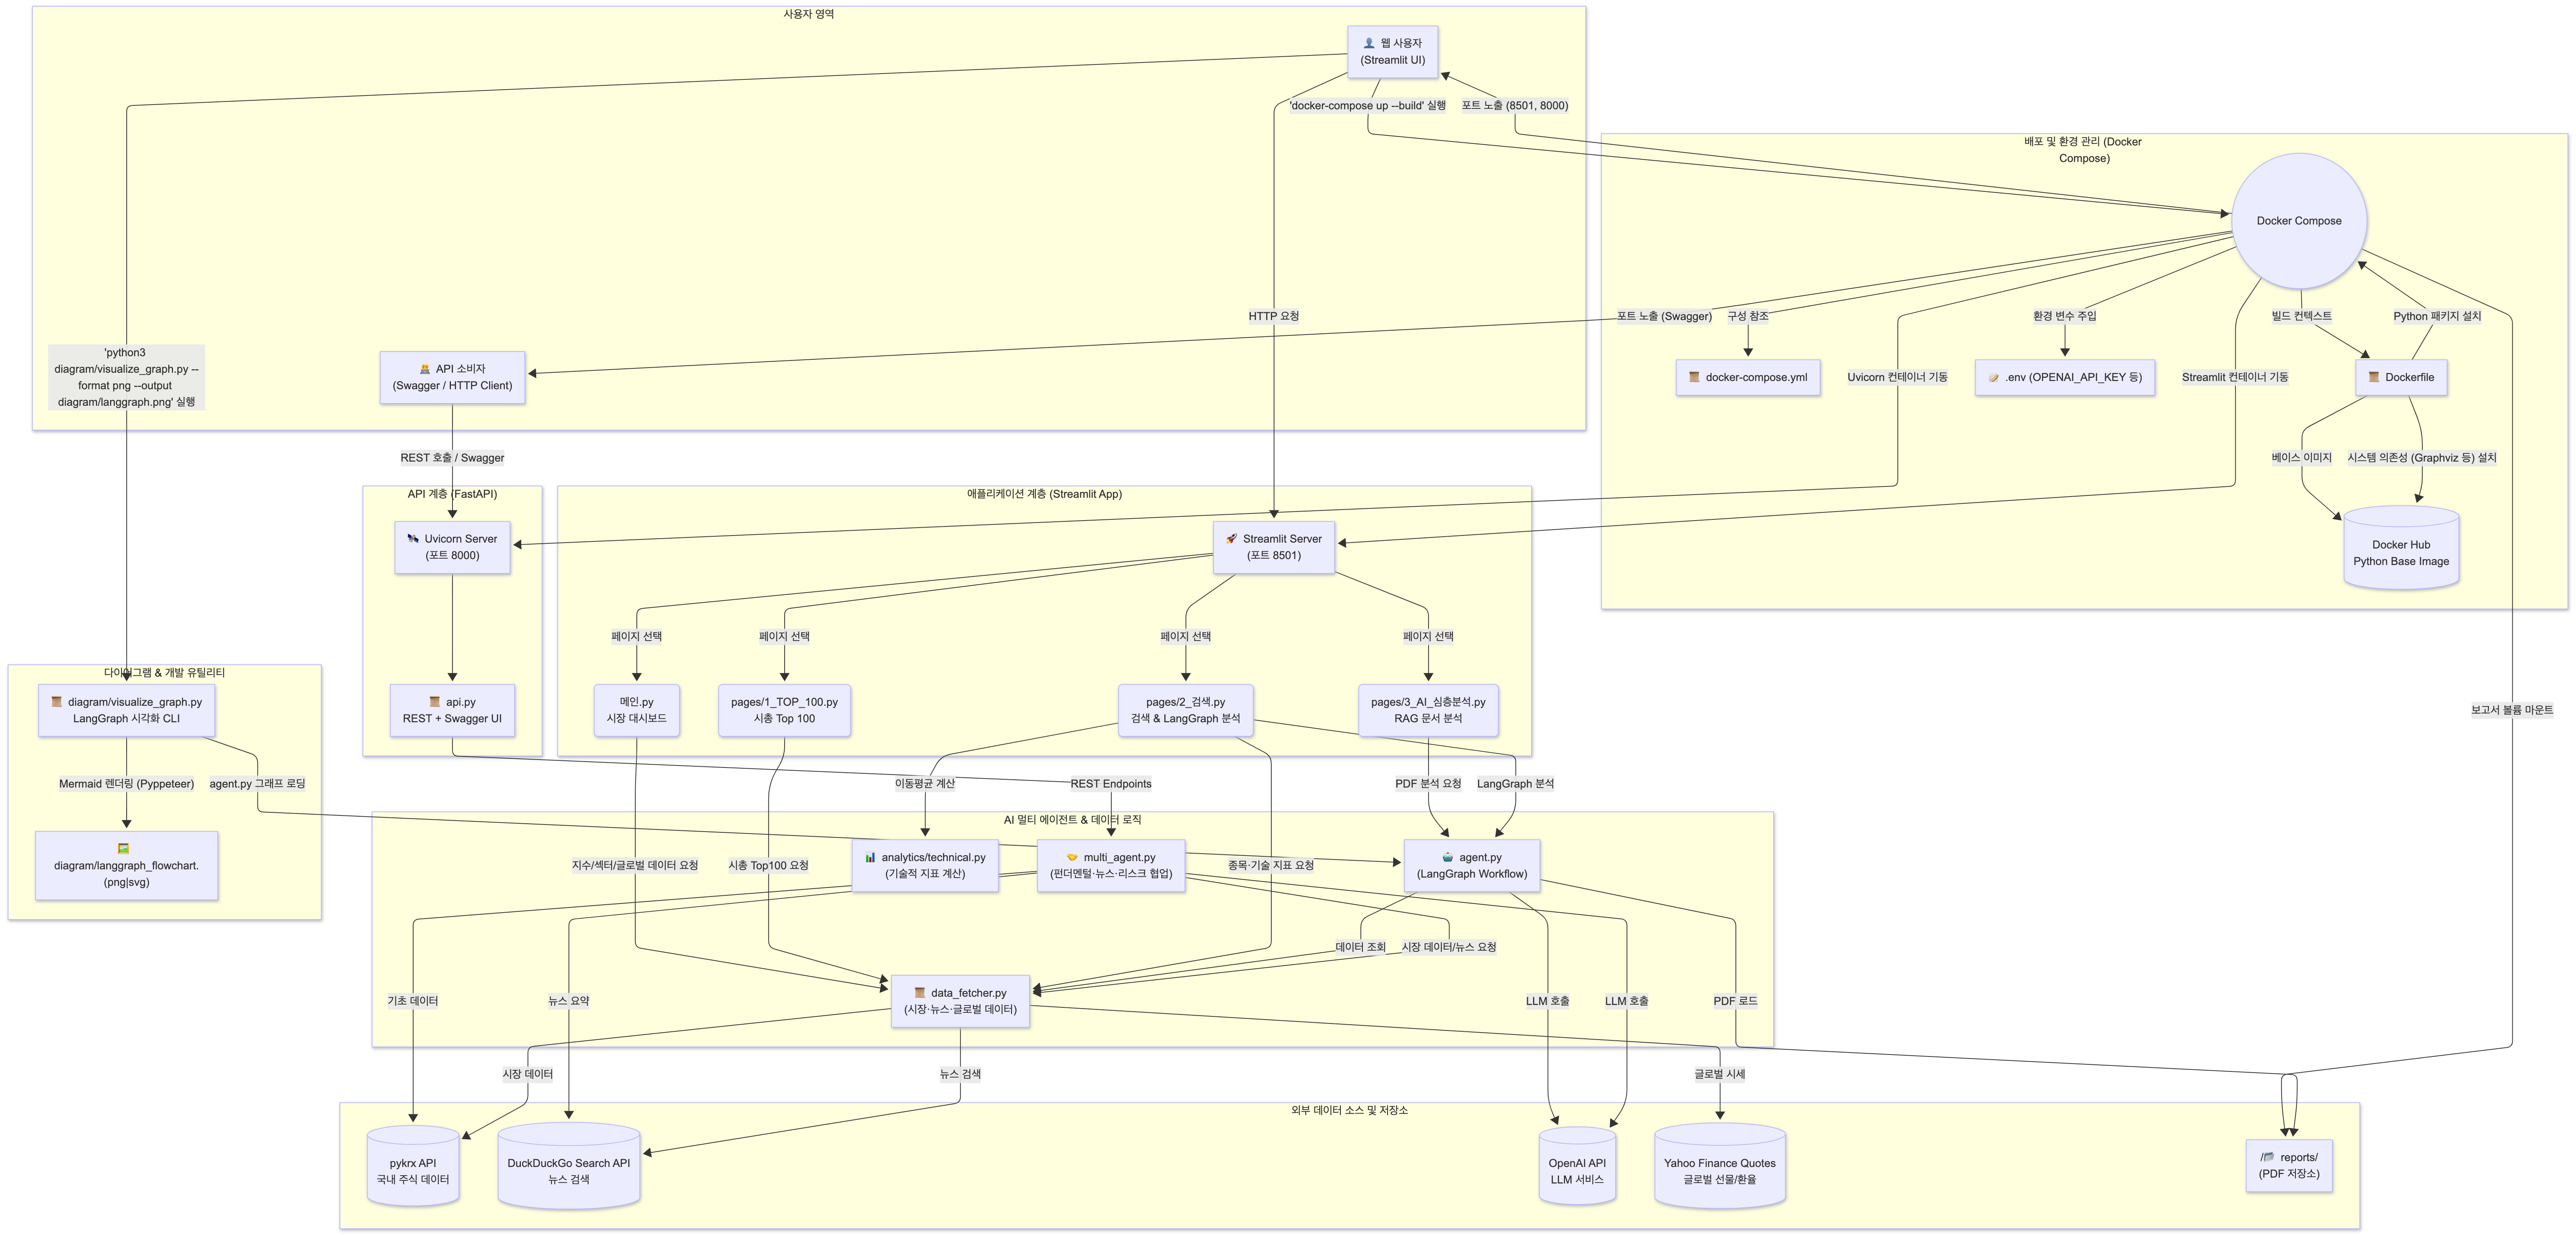 사용자 영역
👤 웹 사용자
(Streamlit UI)
'docker-compose up --build' 실행
포트 노출 (8501, 8000)
배포 및 환경 관리 (Docker
Compose)
Docker Compose
HTTP 요청
포트 노출 (Swagger)
구성 참조
환경 변수 주입
빌드 컨텍스트
Python 패키지 설치
'python3
diagram/visualize_graph.py --
format png --output
diagram/langgraph.png' 실행
API 소비자
(Swagger / HTTP Client)
docker-compose.yml
Uvicorn 컨테이너 기동
.env (OPENAI_API_KEY 등)
Streamlit 컨테이너 기동
Dockerfile
REST 호출 / Swagger
베이스 이미지
시스템 의존성 (Graphviz 등) 설치
API 계층 (FastAPI)
애플리케이션 계층 (Streamlit App)
Uvicorn Server
(포트 8000)
Streamlit Server
(포트 8501)
Docker Hub
Python Base Image
페이지 선택
페이지 선택
페이지 선택
페이지 선택
다이어그램 & 개발 유틸리티
diagram/visualize_graph.py
LangGraph 시각화 CLI
api.py
REST + Swagger UI
메인.py
시장 대시보드
pages/1_TOP_100.py
시총 Top 100
pages/2_검색.py
검색 & LangGraph 분석
pages/3_AI_심층분석.py
RAG 문서 분석
보고서 볼륨 마운트
Mermaid 렌더링 (Pyppeteer)
agent.py 그래프 로딩
이동평균 계산
REST Endpoints
PDF 분석 요청
LangGraph 분석
AI 멀티 에이전트 & 데이터 로직
diagram/langgraph_flowchart.
(png|svg)
지수/섹터/글로벌 데이터 요청
시총 Top100 요청
analytics/technical.py
(기술적 지표 계산)
multi_agent.py
(펀더멘털·뉴스·리스크 협업)
종목·기술 지표 요청
agent.py
(LangGraph Workflow)
데이터 조회
시장 데이터/뉴스 요청
기초 데이터
뉴스 요약
data_fetcher.py
(시장·뉴스·글로벌 데이터)
LLM 호출
LLM 호출
PDF 로드
시장 데이터
뉴스 검색
글로벌 시세
외부 데이터 소스 및 저장소
pykrx API
국내 주식 데이터
DuckDuckGo Search API
뉴스 검색
OpenAI API
LLM 서비스
Yahoo Finance Quotes
글로벌 선물/환율
/ reports/
(PDF 저장소)